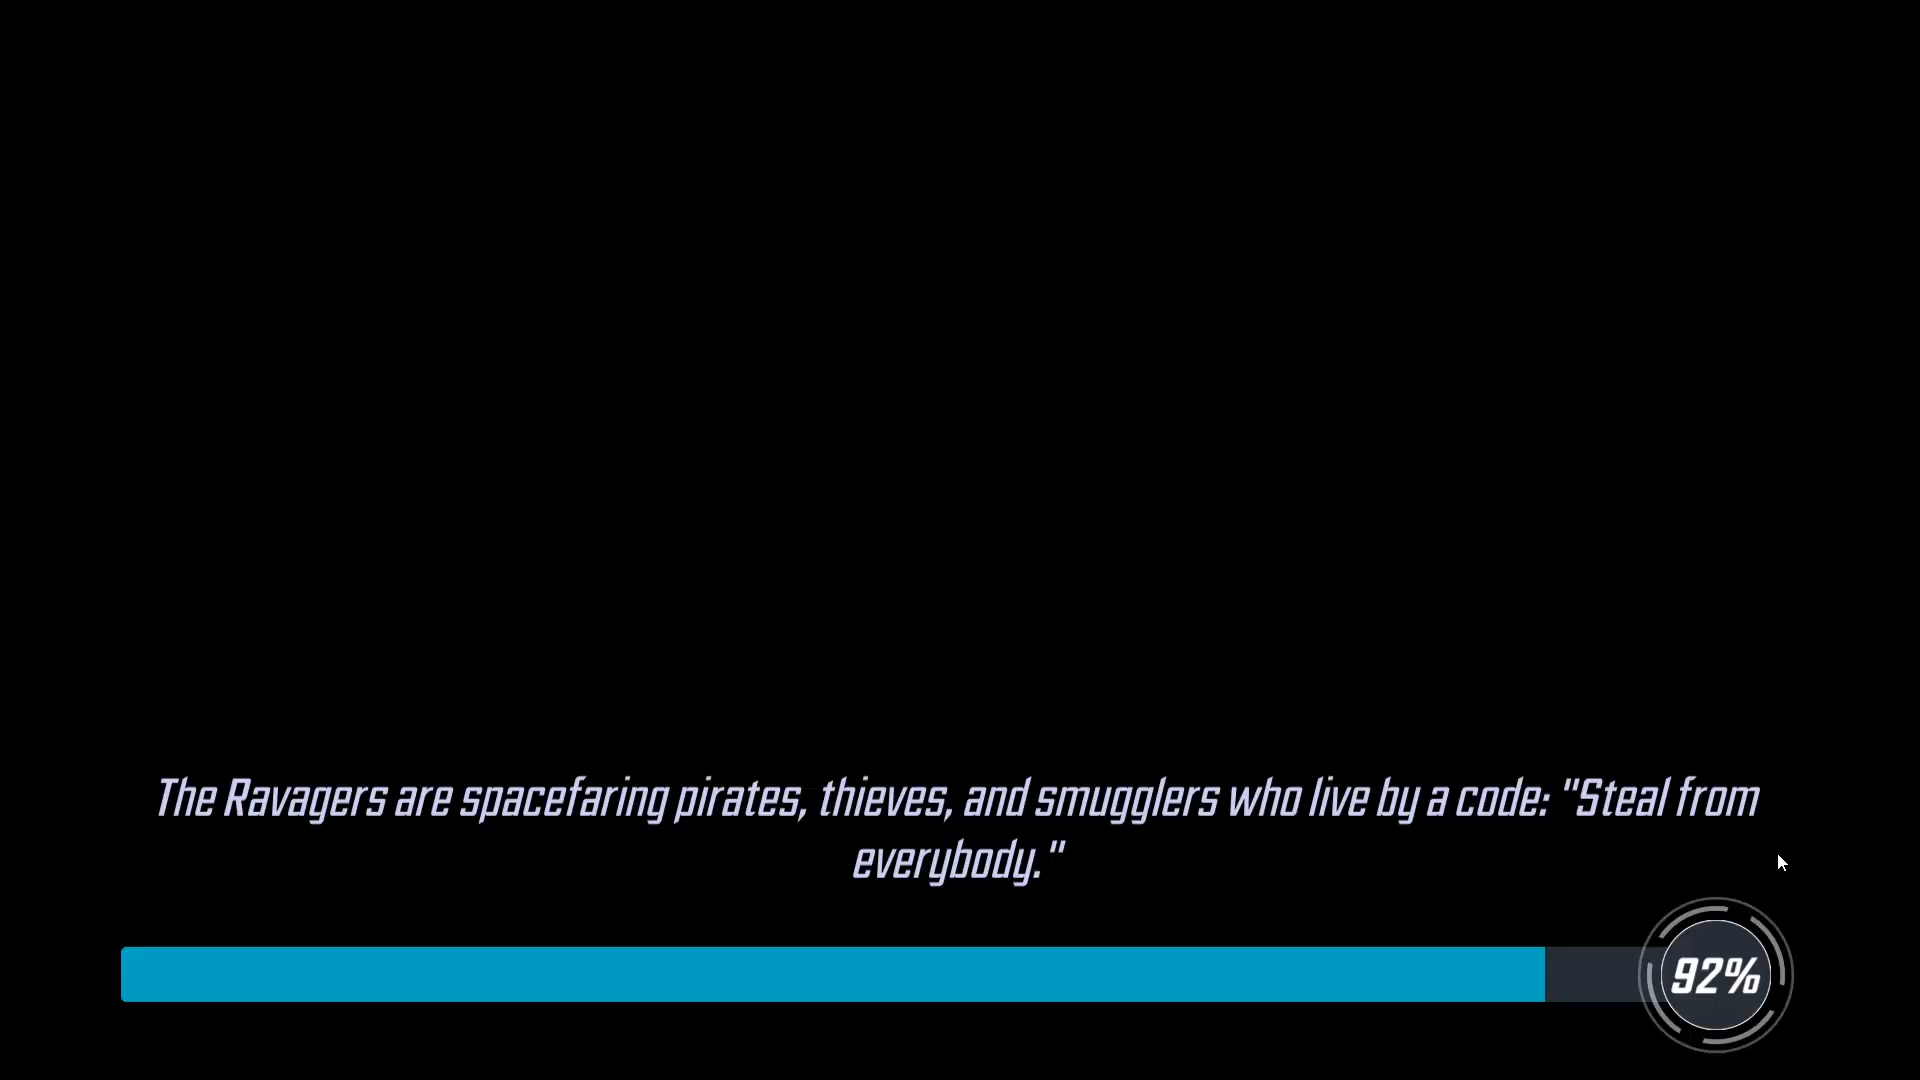 The Ravagers are spacefaring pirates, thieves, and smugglers who live by a code: "Steal from
everybody."
92%